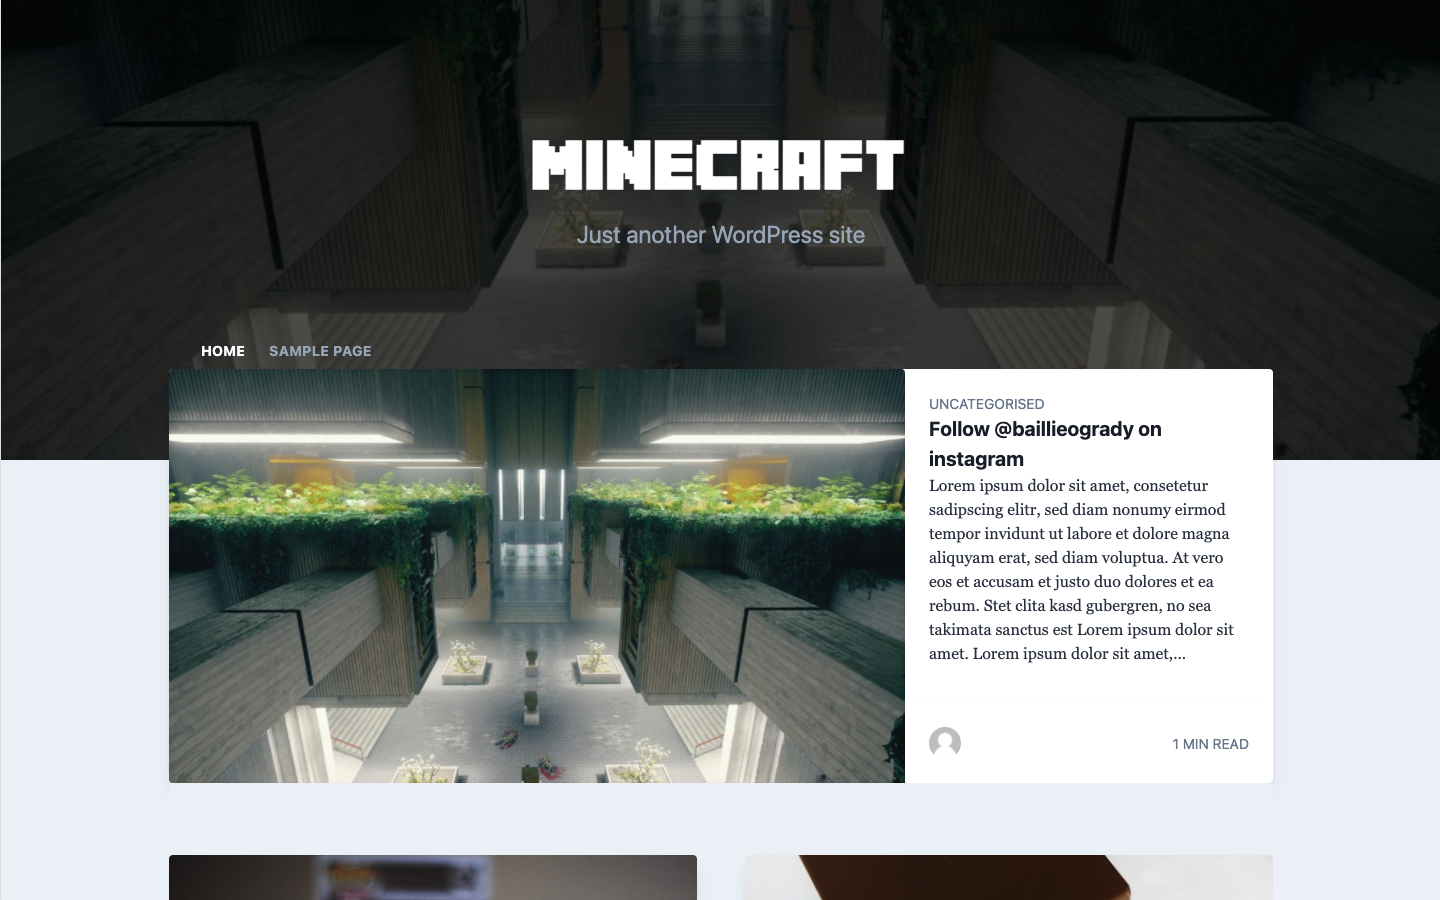 MINECRAFT
Just another WordPress site
HOME SAMPLE PAGE
UNCATEGORISED
Follow @baillieogrady on
instagram
Lorem ipsum dolor sit amet, consetetur
sadipscing elitr, sed diam nonumy eirmod
tempor invidunt ut labore et dolore magna
aliquyam erat, sed diam voluptua. At vero
eos et accusam et justo duo dolores et ea
rebum. Stet clita kasd gubergren, no sea
takimata sanctus est Lorem ipsum dolor sit
amet. Lorem ipsum dolor sit amet,...
1 MIN READ